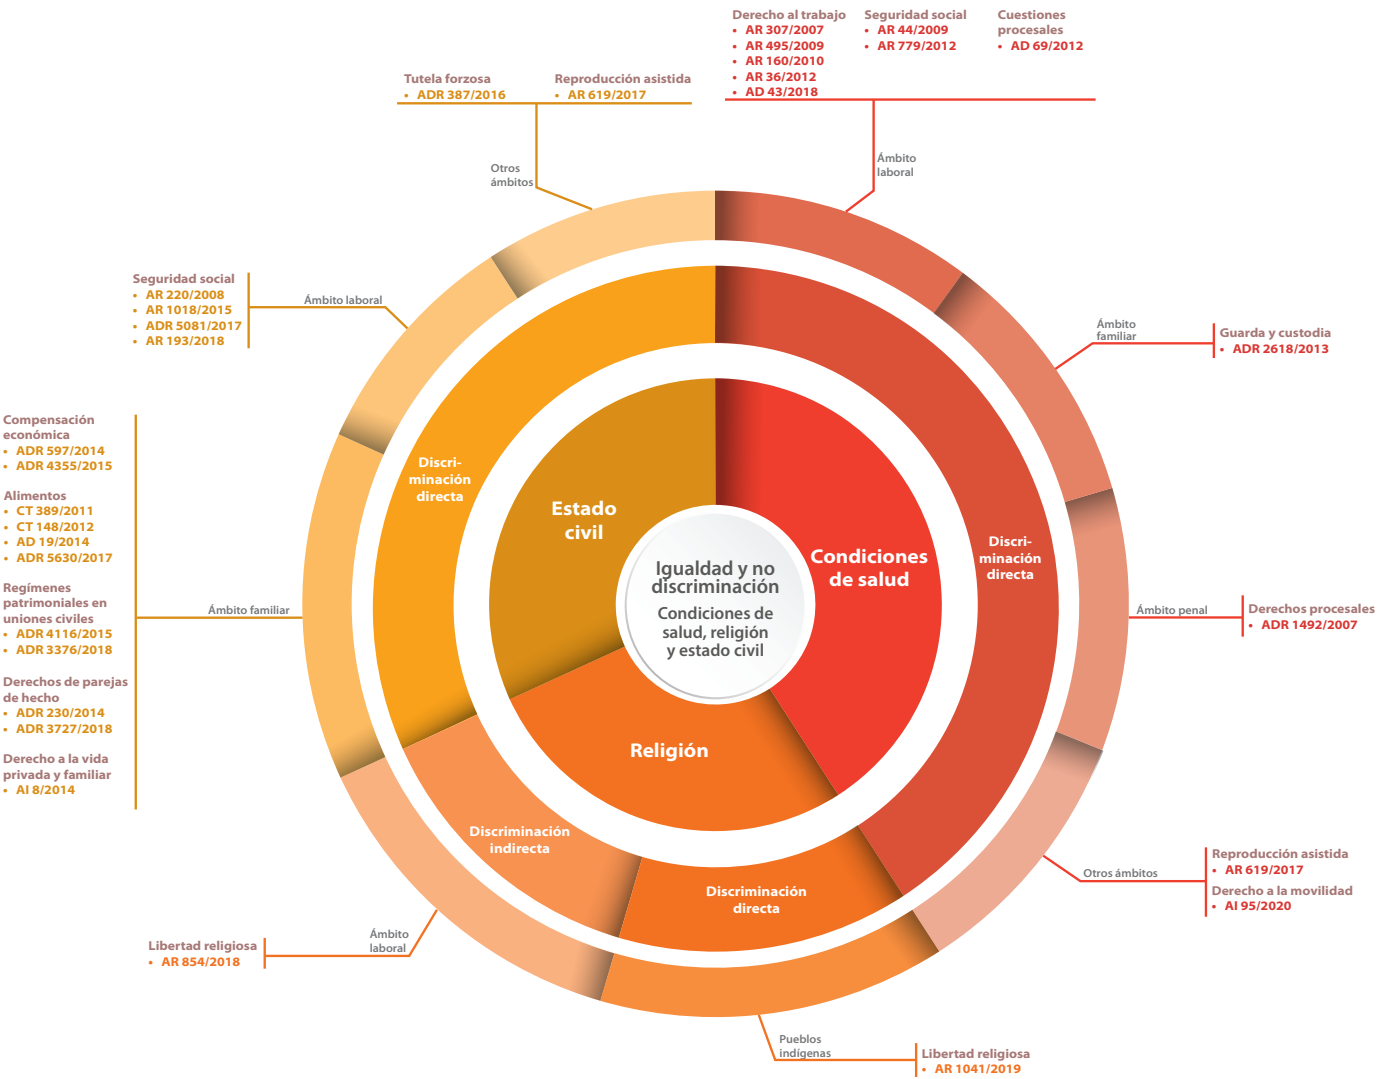 Derecho al trabajo
• AR 307/2007
• AR 495/2009
• AR 160/2010
• AR 36/2012
• AD 43/2018
Seguridad social
• AR 44/2009
• AR 779/2012
Cuestiones
procesales
• AD 69/2012
Ámbito
laboral
Tutela forzosa
• ADR 387/2016
Reproducción asistida
• AR 619/2017
Otros
ámbitos
Seguridad social
• AR 220/2008
• AR 1018/2015
• ADR 5081/2017
• AR 193/2018
Ámbito laboral
Ámbito
familiar
Guarda y custodia
• ADR 2618/2013
Compensación
económica
• ADR 597/2014
• ADR 4355/2015
Alimentos
• CT 389/2011
• CT 148/2012
• AD 19/2014
• ADR 5630/2017
Regímenes
patrimoniales en
uniones civiles
• ADR 4116/2015
• ADR 3376/2018
Derechos de parejas
de hecho
• ADR 230/2014
• ADR 3727/2018
Derecho a la vida
privada y familiar
• AI 8/2014
Ámbito familiar
Discri-
minación
directa
Estado
civil
Igualdad y no
discriminación
Condiciones de
salud, religión
y estado civil
Condiciones
de salud
Discri-
minación
directa
Ámbito penal
Derechos procesales
• ADR 1492/2007
Religión
Discriminación
indirecta
Discriminación
directa
Otros ámbitos
Reproducción asistida
• AR 619/2017
Derecho a la movilidad
• AI 95/2020
Libertad religiosa
• AR 854/2018
Ámbito
laboral
Pueblos
indígenas
Libertad religiosa
• AR 1041/2019